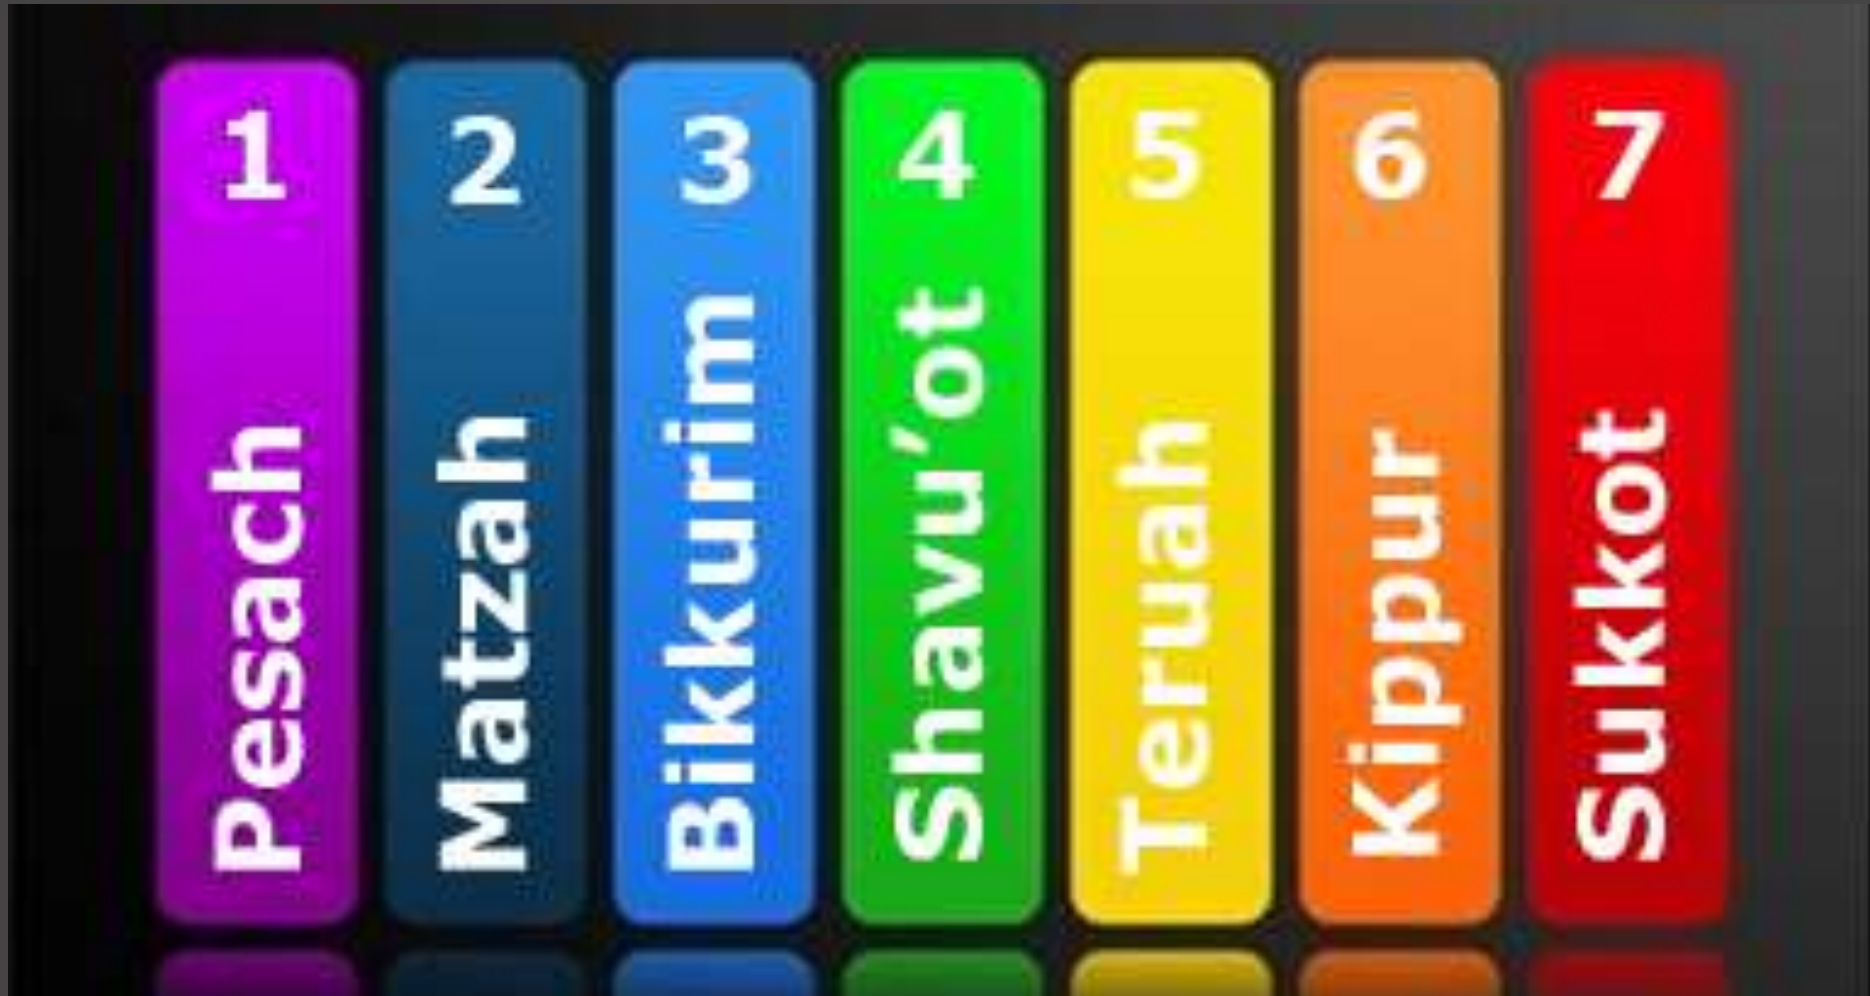 1
Pesach
2
Matzah
3
Bikkurim
4
Shavu’ot
5
Teruah
6
Kippur
7
Sukkot